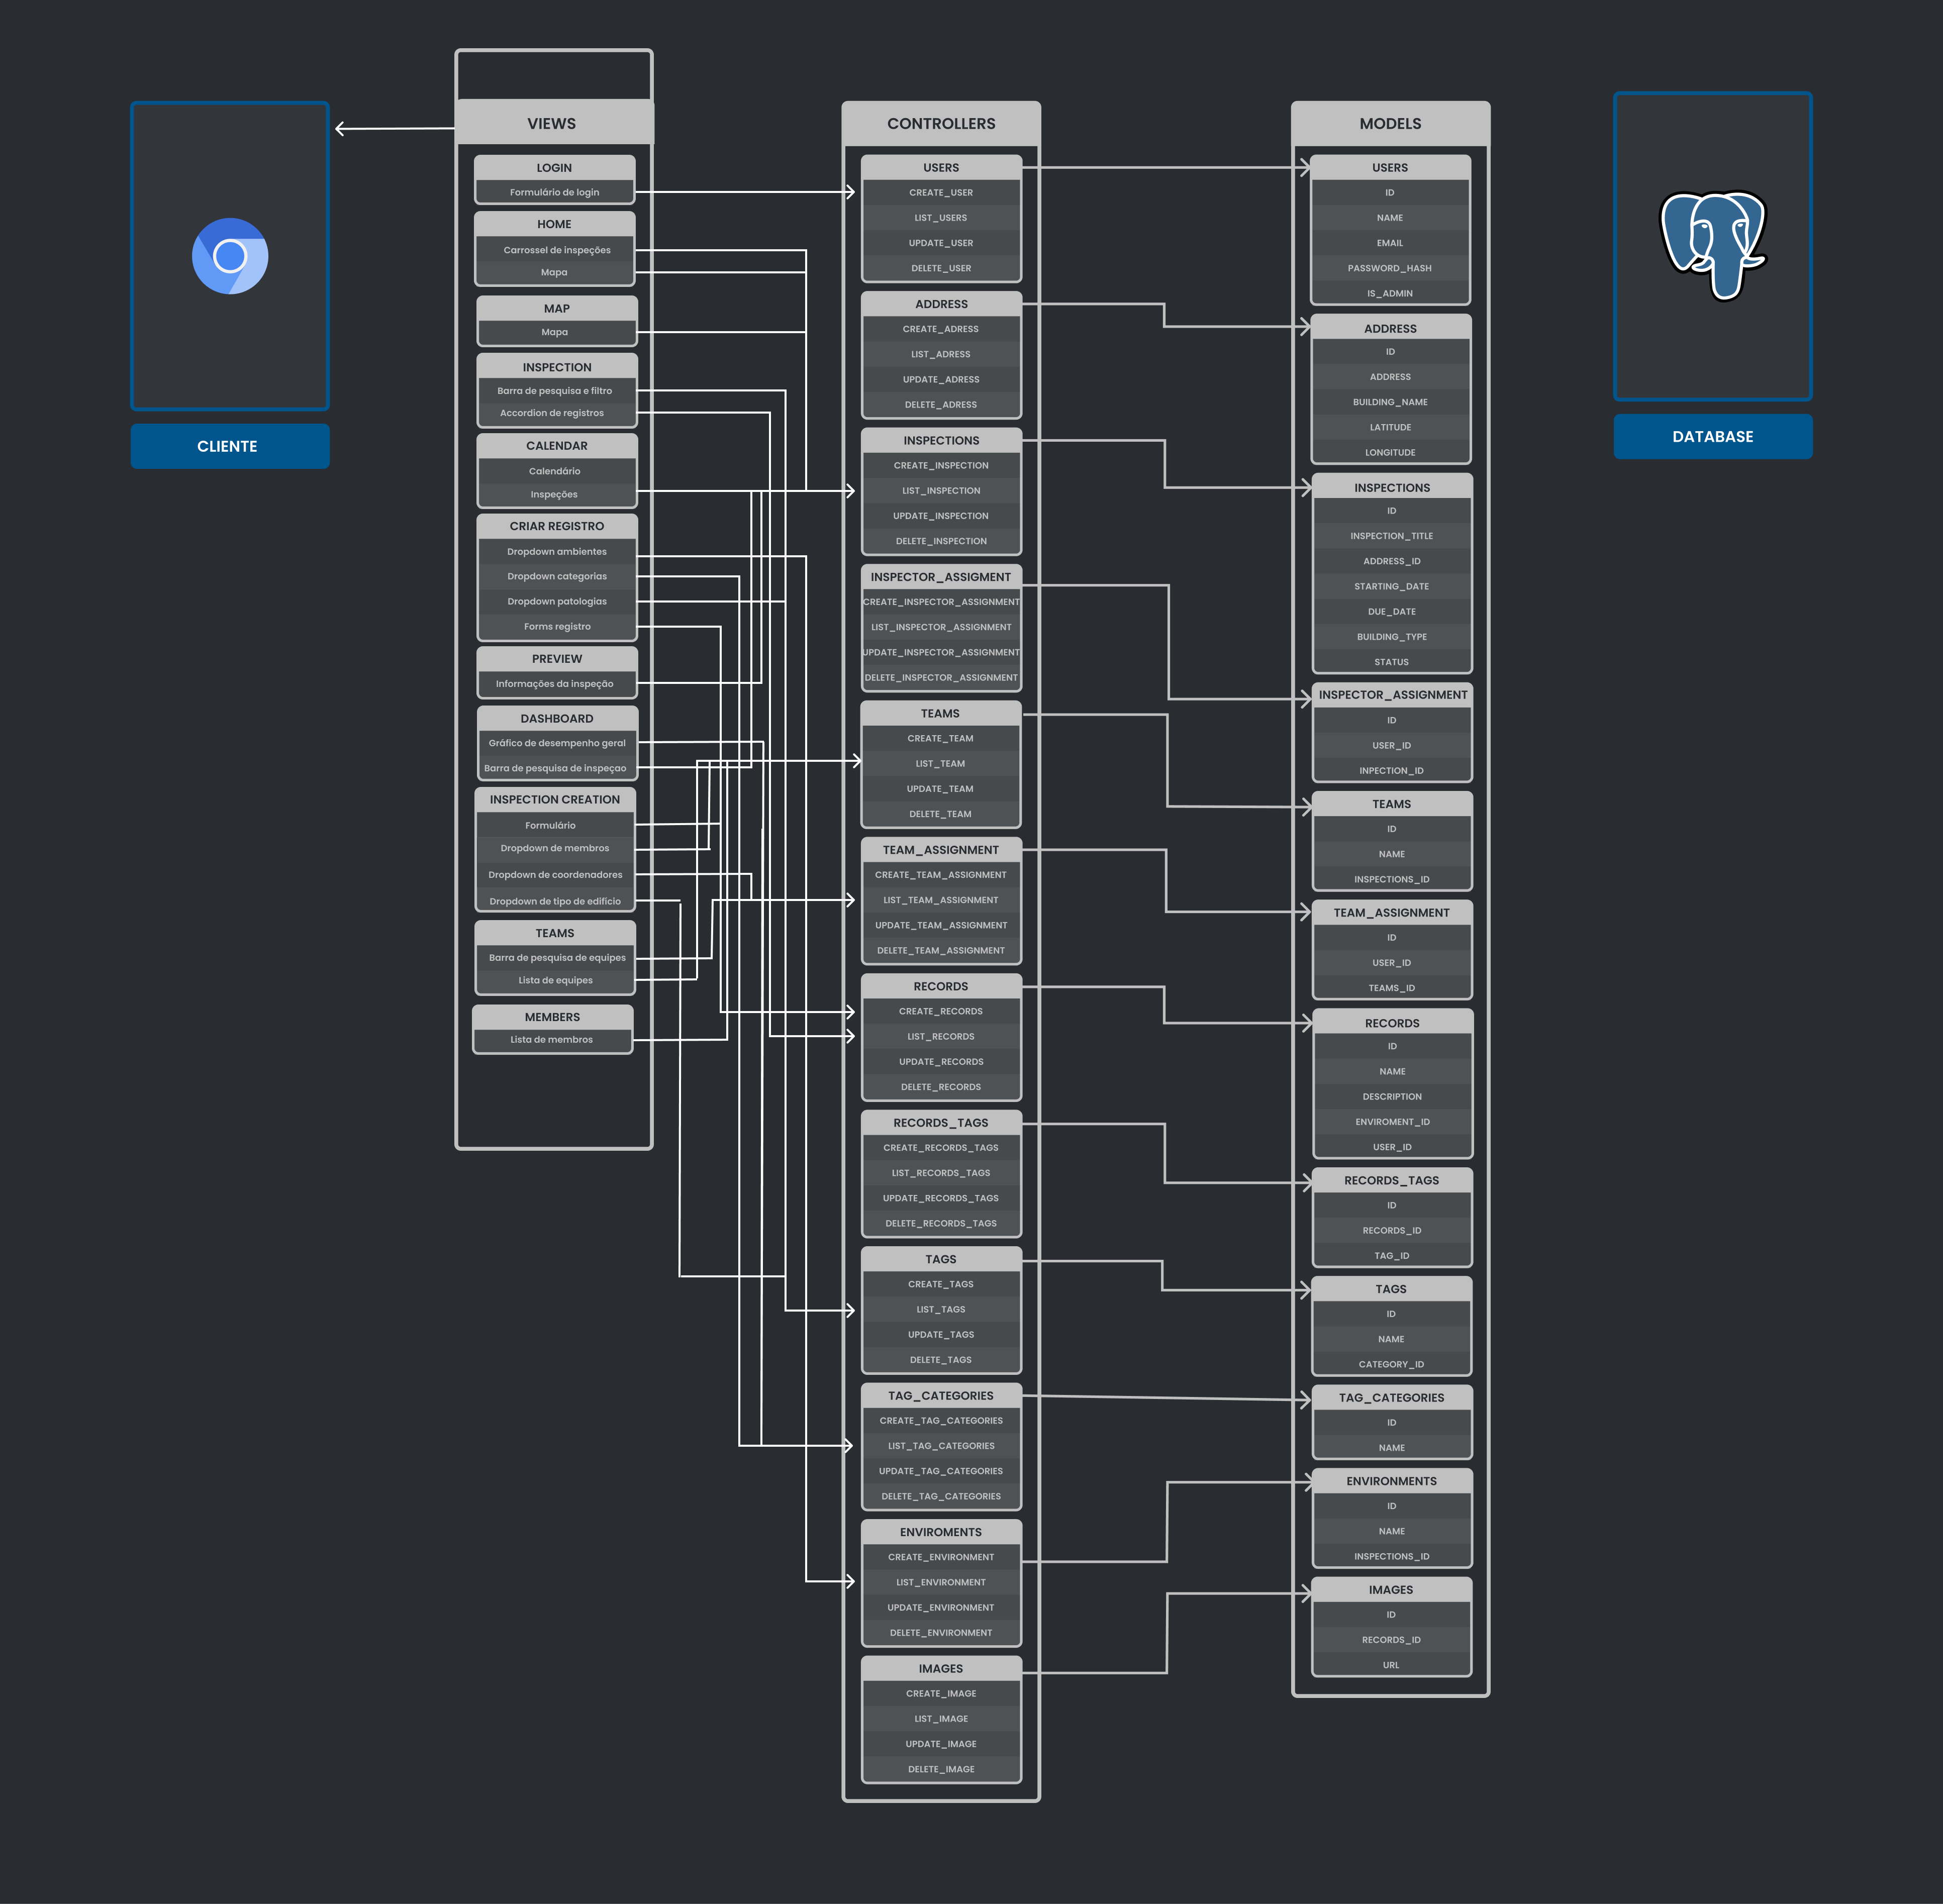 CLIENTE
VIEWS
LOGIN
Formulário de login
HOME
Carrossel de inspeções
Mapa
MAP
Mapa
INSPECTION
Barra de pesquisa e filtro
Accordion de registros
CALENDAR
Calendário
Inspeções
CRIAR REGISTRO
Dropdown ambientes
Dropdown categorias
Dropdown patologias
Forms registro
PREVIEW
Informações da inspeção
DASHBOARD
Gráfico de desempenho geral
Barra de pesquisa de inspeçao
INSPECTION CREATION
Formulário
Dropdown de membros
Dropdown de coordenadores
Dropdown de tipo de edificio
TEAMS
Barra de pesquisa de equipes
Lista de equipes
MEMBERS
Lista de membros
CONTROLLERS
USERS
CREATE_USER
LIST_USERS
UPDATE_USER
DELETE_USER
ADDRESS
CREATE_ADRESS
LIST_ADRESS
UPDATE_ADRESS
DELETE_ADRESS
INSPECTIONS
CREATE_INSPECTION
LIST_INSPECTION
UPDATE_INSPECTION
DELETE_INSPECTION
INSPECTOR_ASSIGMENT
CREATE_INSPECTOR_ASSIGNMENT
LIST_INSPECTOR_ASSIGNMENT
UPDATE_INSPECTOR_ASSIGNMENT
DELETE_INSPECTOR_ASSIGNMENT
TEAMS
CREATE_TEAM
LIST_TEAM
UPDATE_TEAM
DELETE_TEAM
TEAM_ASSIGNMENT
CREATE_TEAM_ASSIGNMENT
LIST_TEAM_ASSIGNMENT
UPDATE_TEAM_ASSIGNMENT
DELETE_TEAM_ASSIGNMENT
RECORDS
CREATE_RECORDS
LIST_RECORDS
UPDATE_RECORDS
DELETE_RECORDS
RECORDS_TAGS
CREATE_RECORDS_TAGS
LIST_RECORDS_TAGS
UPDATE_RECORDS_TAGS
DELETE_RECORDS_TAGS
TAGS
CREATE_TAGS
LIST_TAGS
UPDATE_TAGS
DELETE_TAGS
TAG_CATEGORIES
CREATE_TAG_CATEGORIES
LIST_TAG_CATEGORIES
UPDATE_TAG_CATEGORIES
DELETE_TAG_CATEGORIES
ENVIROMENTS
CREATE_ENVIRONMENT
LIST_ENVIRONMENT
UPDATE_ENVIRONMENT
DELETE_ENVIRONMENT
IMAGES
CREATE_IMAGE
LIST_IMAGE
UPDATE_IMAGE
DELETE_IMAGE
MODELS
USERS
ID
NAME
EMAIL
PASSWORD_HASH
IS_ADMIN
ADDRESS
ID
ADDRESS
BUILDING_NAME
LATITUDE
LONGITUDE
INSPECTIONS
ID
INSPECTION_TITLE
ADDRESS_ID
STARTING_DATE
DUE_DATE
BUILDING_TYPE
STATUS
INSPECTOR_ASSIGNMENT
ID
USER_ID
INPECTION_ID
TEAMS
ID
NAME
INSPECTIONS_ID
TEAM_ASSIGNMENT
ID
USER_ID
TEAMS_ID
RECORDS
ID
NAME
DESCRIPTION
ENVIROMENT_ID
USER_ID
RECORDS_TAGS
ID
RECORDS_ID
TAG_ID
TAGS
ID
NAME
CATEGORY_ID
TAG_CATEGORIES
ID
NAME
ENVIRONMENTS
ID
NAME
INSPECTIONS_ID
IMAGES
ID
RECORDS_ID
URL
DATABASE